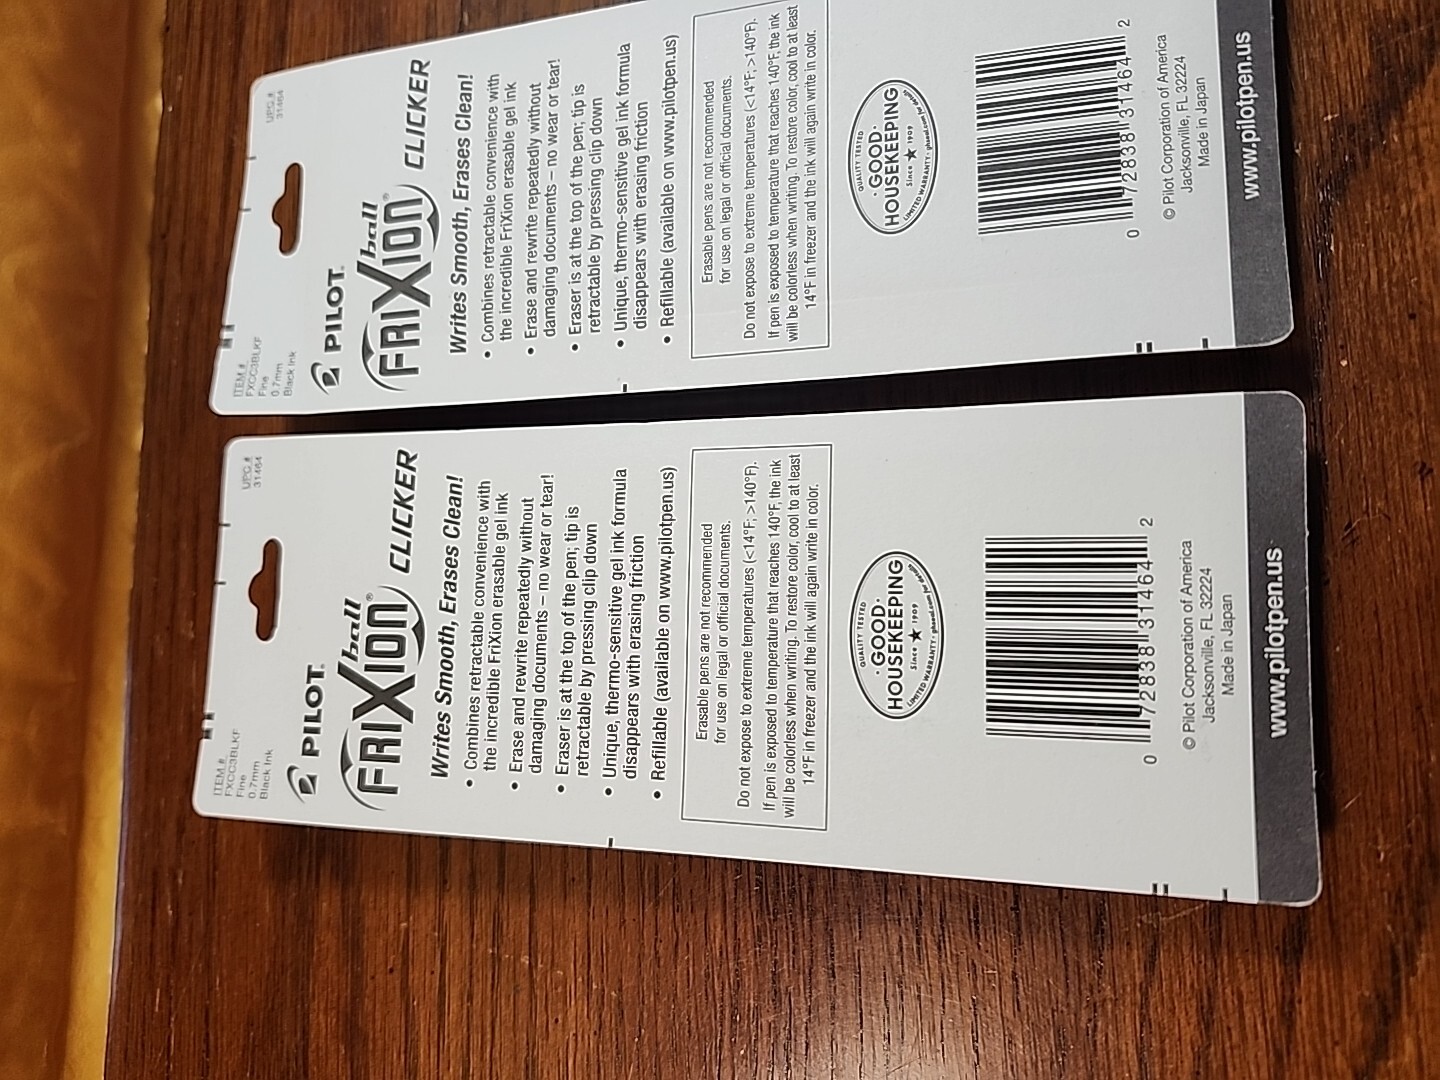 ITEM #
FXCC3BLKF
Fine
0.7mm
Black Ink
UPC #
31464
PILOT
FRIXION ball
® CLICKER
Writes Smooth, Erases Clean!
• Combines retractable convenience with
the incredible FriXion erasable gel ink
• Erase and rewrite repeatedly without
damaging documents – no wear or tear!
• Eraser is at the top of the pen; tip is
retractable by pressing clip down
• Unique, thermo-sensitive gel ink formula
disappears with erasing friction
• Refillable (available on www.pilotpen.us)
Erasable pens are not recommended
for use on legal or official documents.
Do not expose to extreme temperatures (<14°F; >140°F).
If pen is exposed to temperature that reaches 140°F, the ink
will be colorless when writing. To restore color, cool to at least
14°F in freezer and the ink will again write in color.
QUALITY TESTED
·GOOD·
HOUSEKEEPING
Since ★ 1909
LIMITED WARRANTY
0 72838 31464 2
© Pilot Corporation of America
Jacksonville, FL 32224
Made in Japan
www.pilotpen.us
ITEM #
FXCC3BLKF
Fine
0.7mm
Black Ink
UPC #
31464
PILOT
FRIXION ball
® CLICKER
Writes Smooth, Erases Clean!
• Combines retractable convenience with
the incredible FriXion erasable gel ink
• Erase and rewrite repeatedly without
damaging documents – no wear or tear!
• Eraser is at the top of the pen; tip is
retractable by pressing clip down
• Unique, thermo-sensitive gel ink formula
disappears with erasing friction
• Refillable (available on www.pilotpen.us)
Erasable pens are not recommended
for use on legal or official documents.
Do not expose to extreme temperatures (<14°F; >140°F).
If pen is exposed to temperature that reaches 140°F, the ink
will be colorless when writing. To restore color, cool to at least
14°F in freezer and the ink will again write in color.
QUALITY TESTED
·GOOD·
HOUSEKEEPING
Since ★ 1909
LIMITED WARRANTY
0 72838 31464 2
© Pilot Corporation of America
Jacksonville, FL 32224
Made in Japan
www.pilotpen.us